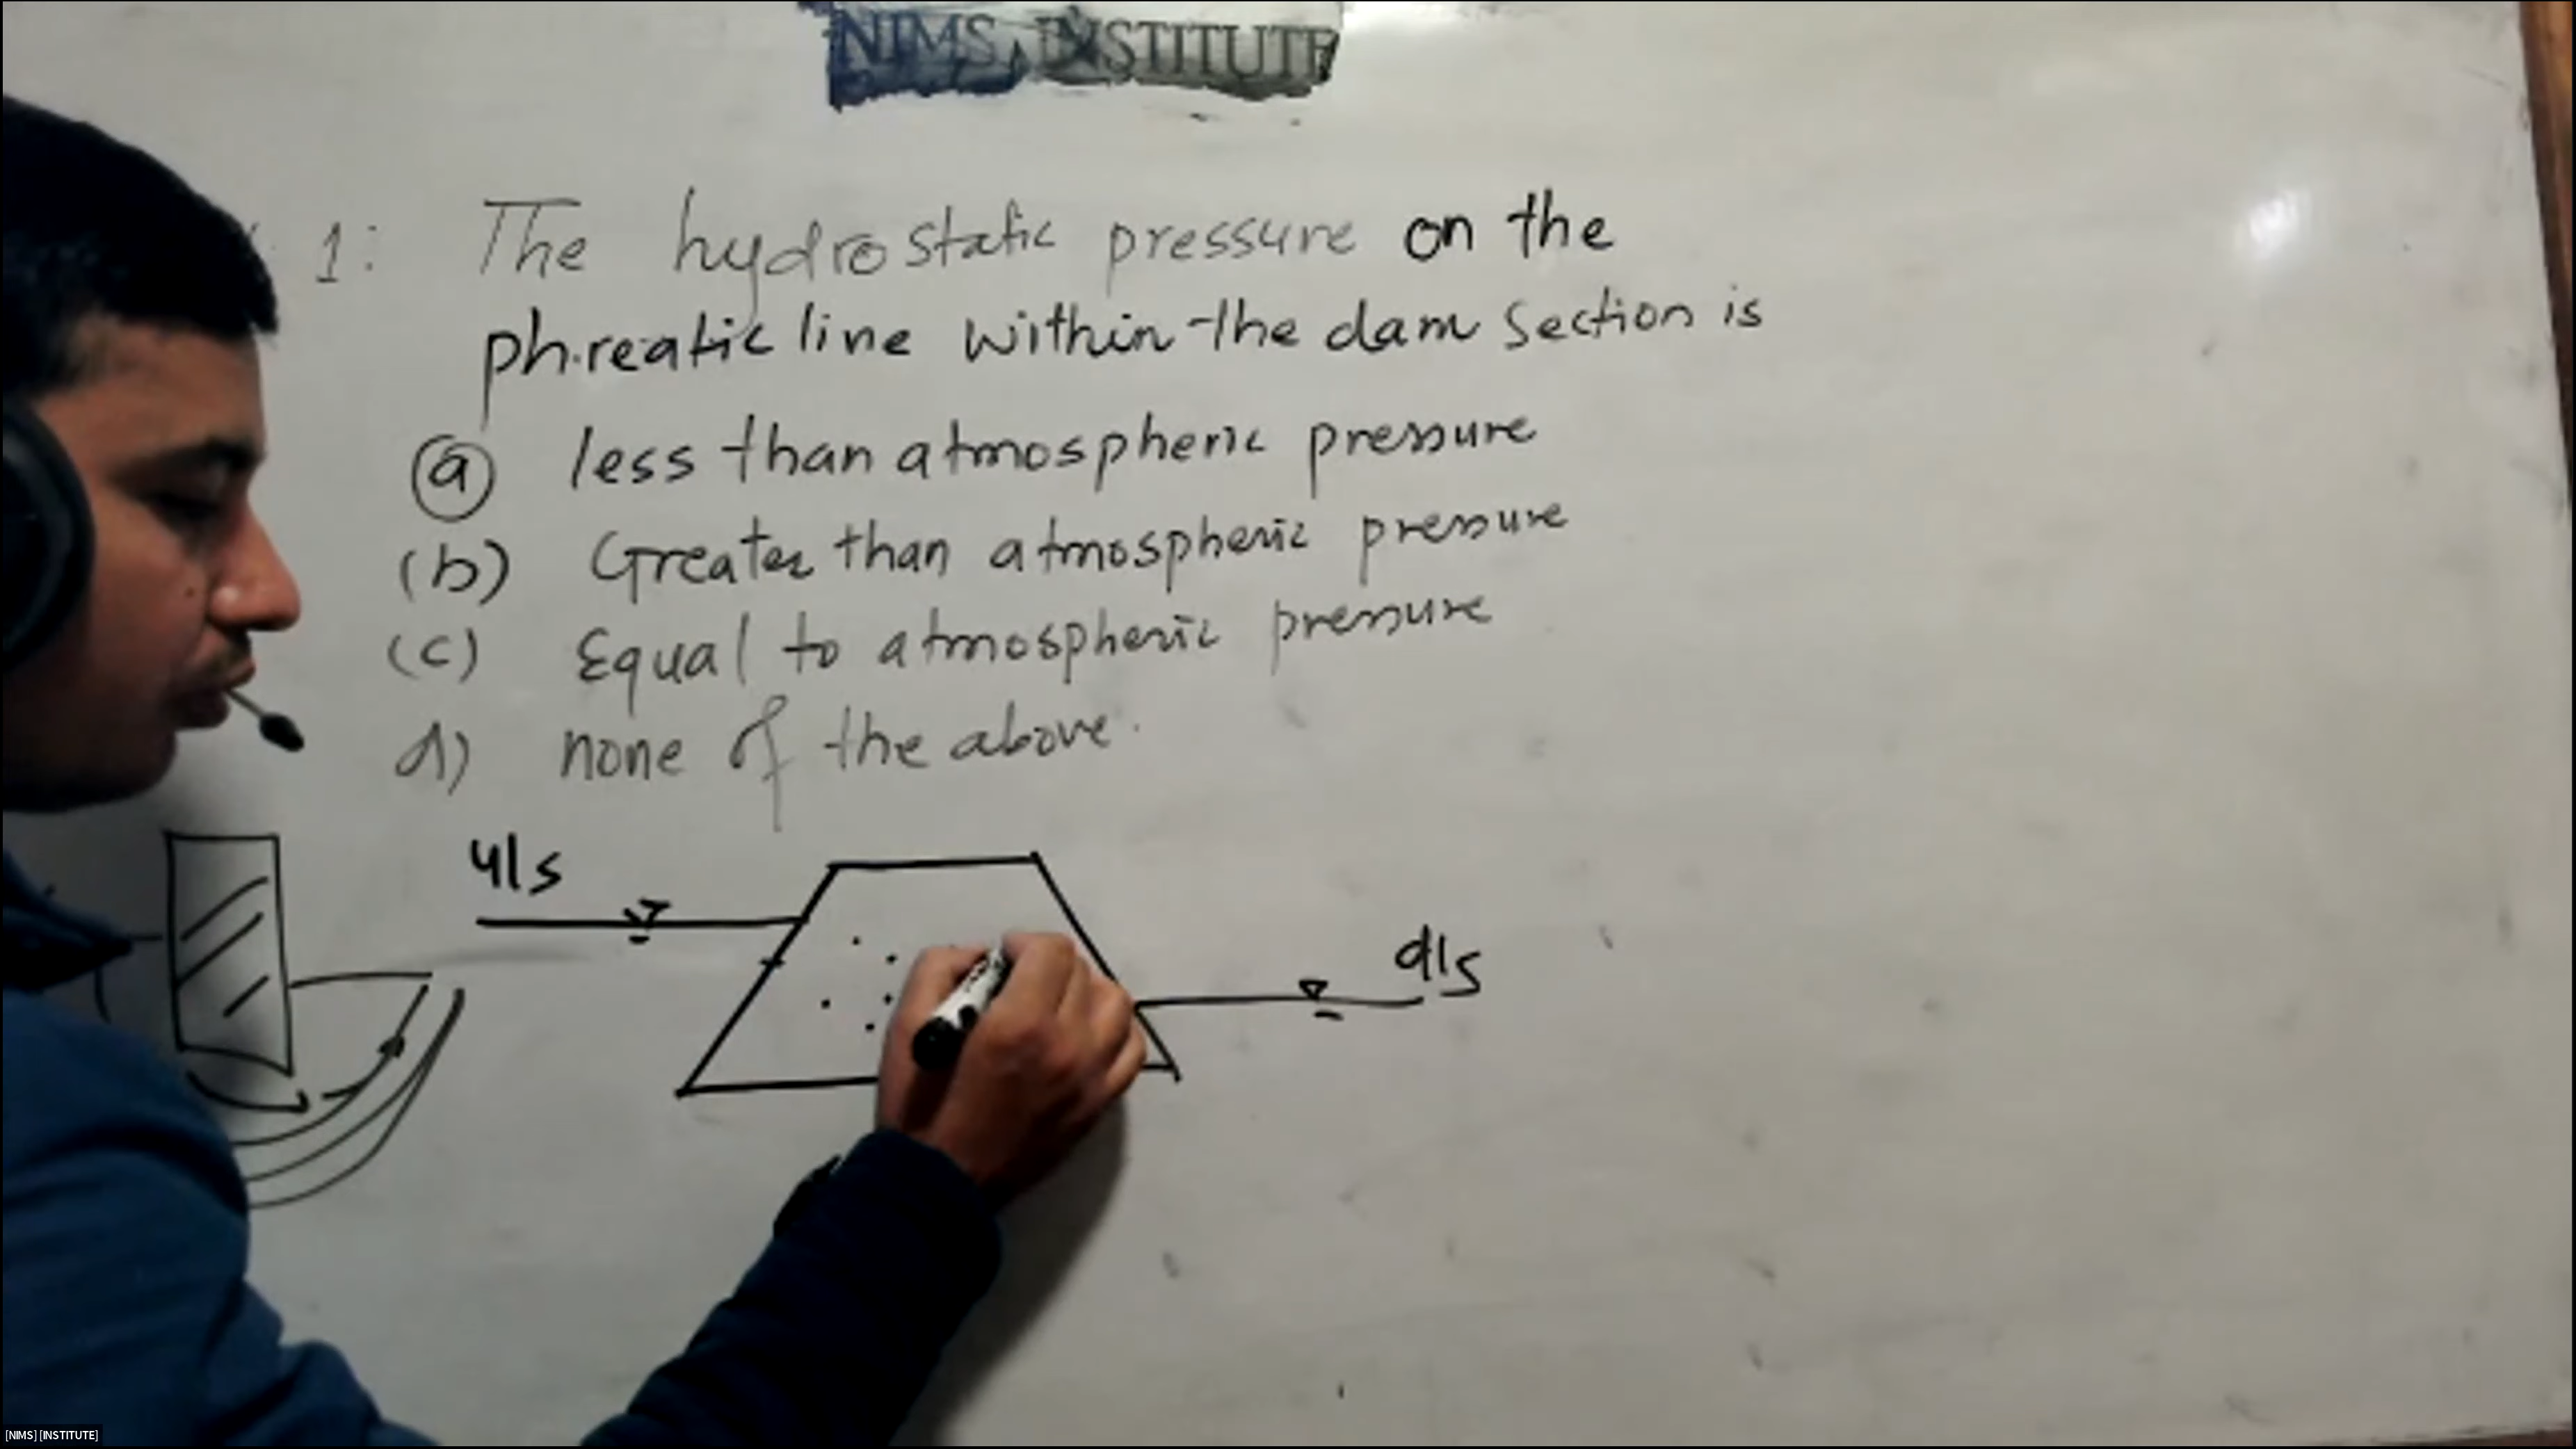 NIMS INSTITUTE
1: The hydrostatic pressure on the
phreatic line within the dam section is
(a) less than atmospheric pressure
(b) Greater than atmospheric pressure
(c) Equal to atmospheric pressure
d) none of the above.
u/s
d/s
[NIMS] [INSTITUTE]